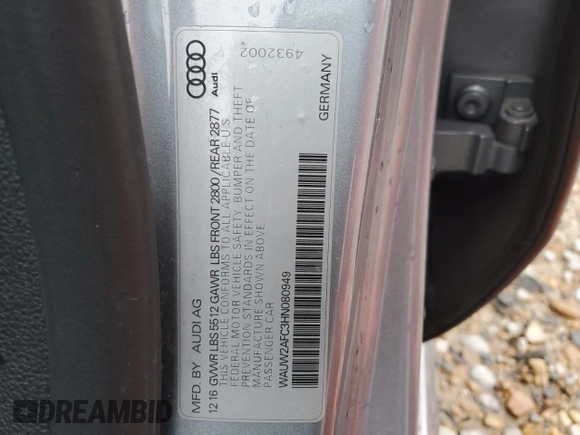 4932002
Audi
MFD. BY AUDI AG
GERMANY
12 16 GVWR LBS 5512 GAWR LBS FRONT 2800 / REAR 2877
THIS VEHICLE CONFORMS TO ALL APPLICABLE U.S.
FEDERAL MOTOR VEHICLE SAFETY, BUMPER AND THEFT
PREVENTION STANDARDS IN EFFECT ON THE DATE OF
MANUFACTURE SHOWN ABOVE
PASSENGER CAR
WAUW2AFC3HN080949
DREAMBID